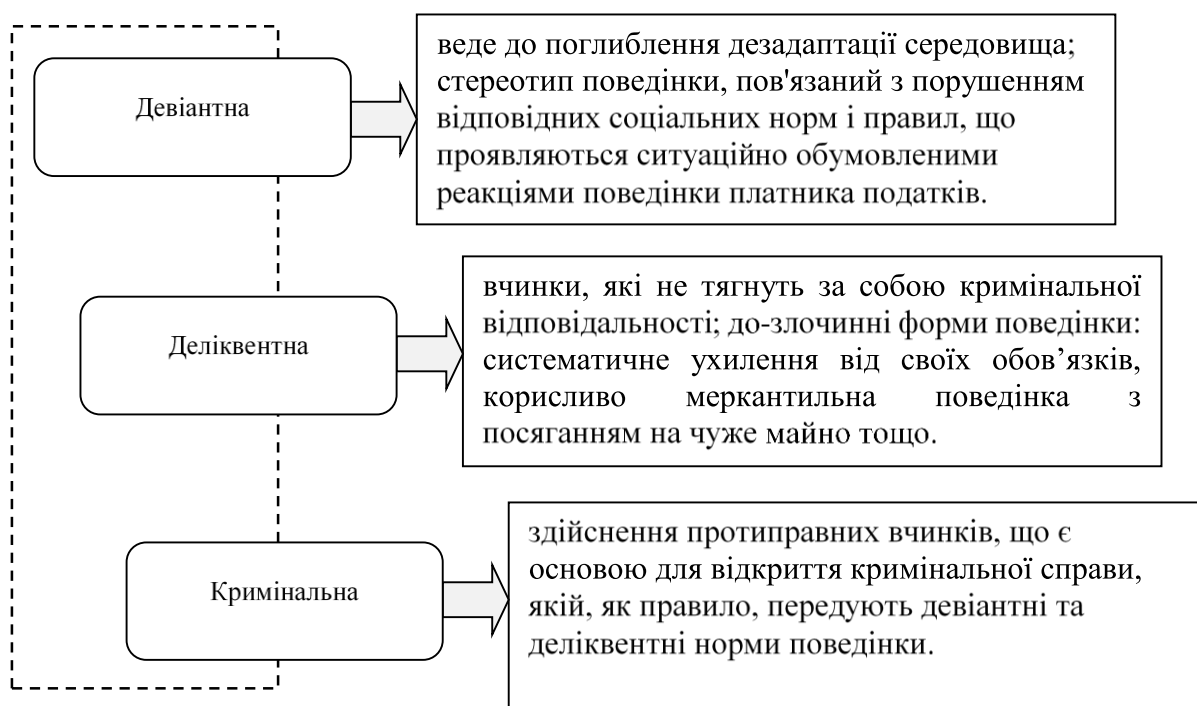 Девіантна
веде до поглиблення дезадаптації середовища;
стереотип поведінки, пов'язаний з порушенням
відповідних соціальних норм і правил, що
проявляються ситуаційно обумовленими
реакціями поведінки платника податків.
Деліквентна
вчинки, які не тягнуть за собою кримінальної
відповідальності; до-злочинні форми поведінки:
систематичне ухилення від своїх обов’язків,
корисливо меркантильна поведінка з
посяганням на чуже майно тощо.
Кримінальна
здійснення протиправних вчинків, що є
основою для відкриття кримінальної справи,
якій, як правило, передують девіантні та
деліквентні норми поведінки.